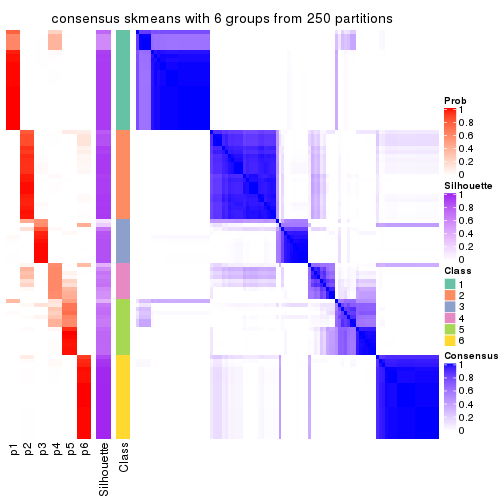 consensus skmeans with 6 groups from 250 partitions
Prob
1
0.8
0.6
0.4
0.2
0
Silhouette
1
0.8
0.6
0.4
0.2
0
Class
1
2
3
4
5
6
Consensus
1
0.8
0.6
0.4
0.2
0
p1
p2
p3
p4
p5
p6
Silhouette
Class